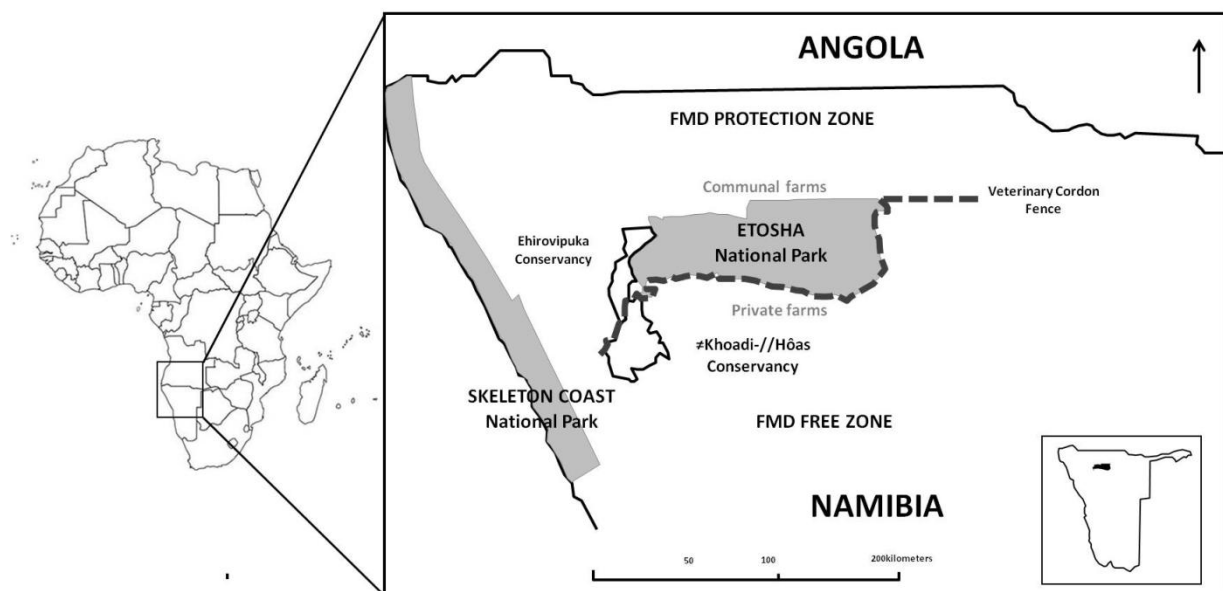 ANGOLA
FMD PROTECTION ZONE
Communal farms
Veterinary Cordon
Fence
ETOSHA
National Park
Ehirovipuka
Conservancy
Private farms
≠Khoadi-//Hôas
Conservancy
SKELETON COAST
National Park
FMD FREE ZONE
NAMIBIA
50 100 200kilometers